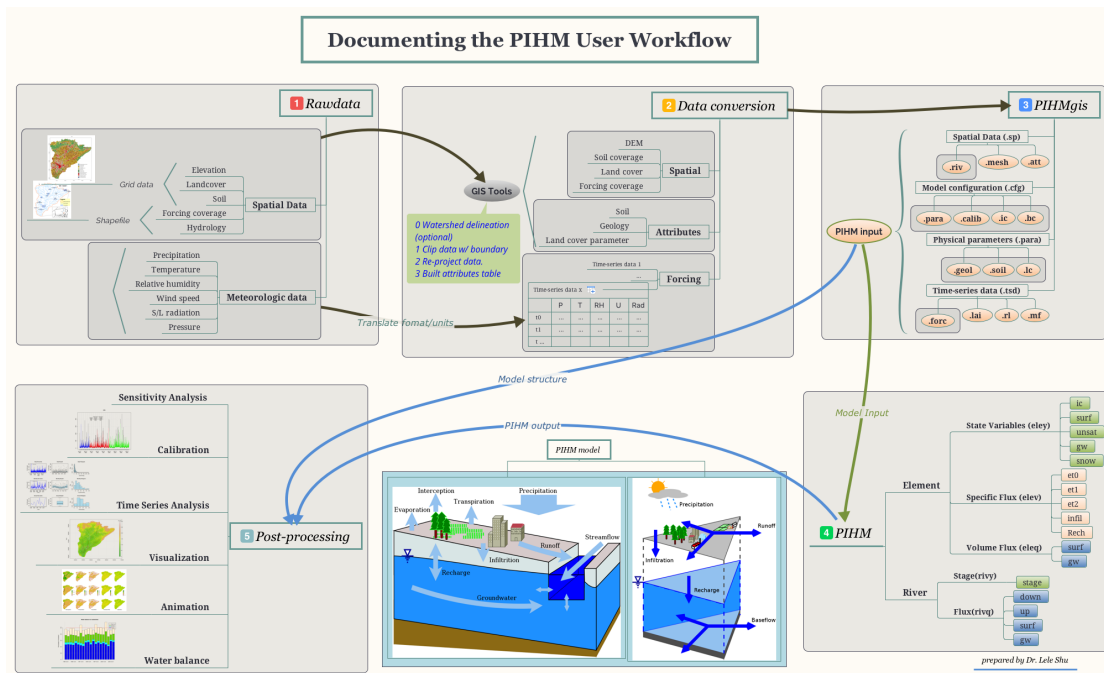 Documenting the PIHM User Workflow
1 Rawdata
Grid data
Shapefile
Elevation
Landcover
Soil
Forcing coverage
Hydrology
Spatial Data
Precipitation
Temperature
Relative humidity
Wind speed
S/L radiation
Pressure
Meteorologic data
Translate fomat/units
2 Data conversion
GIS Tools
0 Watershed delineation
(optional)
1 Clip data w/ boundary
2 Re-project data.
3 Built attributes table
DEM
Soil coverage
Land cover
Forcing coverage
Spatial
Soil
Geology
Land cover parameter
Attributes
Time-series data 1
...
Time-series data x
Forcing
P T RH U Rad
t0 ... ... ... ... ...
t1 ... ... ... ... ...
t ...
3 PIHMgis
PIHM input
Spatial Data (.sp)
.riv .mesh .att
Model configuration (.cfg)
.para .calib .ic .bc
Physical parameters (.para)
.geol .soil .lc
Time-series data (.tsd)
.forc .lai .rl .mf
Model structure
PIHM output
Model Input
4 PIHM
Element
State Variables (eley)
ic
surf
unsat
gw
snow
Specific Flux (elev)
et0
et1
et2
infil
Rech
Volume Flux (eleq)
surf
gw
River
Stage(rivy)
stage
Flux(rivq)
down
up
surf
gw
PIHM model
Interception
Precipitation
Transpiration
Evaporation
Runoff
Streamflow
Infiltrition
Recharge
Groundwater
Precipitation
Runoff
Infiltration
Recharge
Baseflow
5 Post-processing
Sensitivity Analysis
Calibration
Time Series Analysis
Visualization
Animation
Water balance
prepared by Dr. Lele Shu